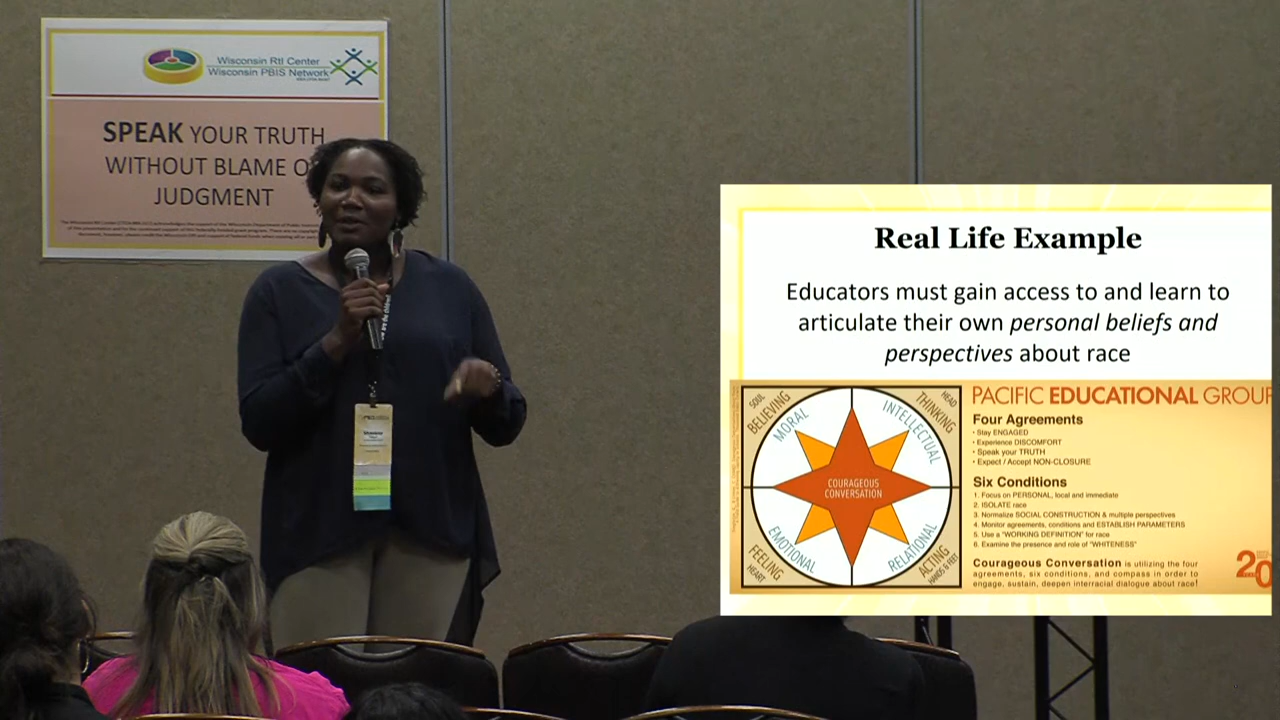 Wisconsin RtI Center
Wisconsin PBIS Network
SPEAK YOUR TRUTH
WITHOUT BLAME O
JUDGMENT
Real Life Example
Educators must gain access to and learn to
articulate their own personal beliefs and
perspectives about race
SOUL
BELIEVING
MORAL
INTELLECTUAL
THINKING
HEAD
COURAGEOUS
CONVERSATION
EMOTIONAL
FEELING
HEART
RELATIONAL
ACTING
HANDS & FEET
PACIFIC EDUCATIONAL GROUP
Four Agreements
• Stay ENGAGED
• Experience DISCOMFORT
• Speak your TRUTH
• Expect / Accept NON-CLOSURE
Six Conditions
1. Focus on PERSONAL, local and immediate
2. ISOLATE race
3. Normalize SOCIAL CONSTRUCTION & multiple perspectives
4. Monitor agreements, conditions and ESTABLISH PARAMETERS
5. Use a "WORKING DEFINITION" for race
6. Examine the presence and role of "WHITENESS"
Courageous Conversation is utilizing the four
agreements, six conditions, and compass in order to
engage, sustain, deepen interracial dialogue about race!
20